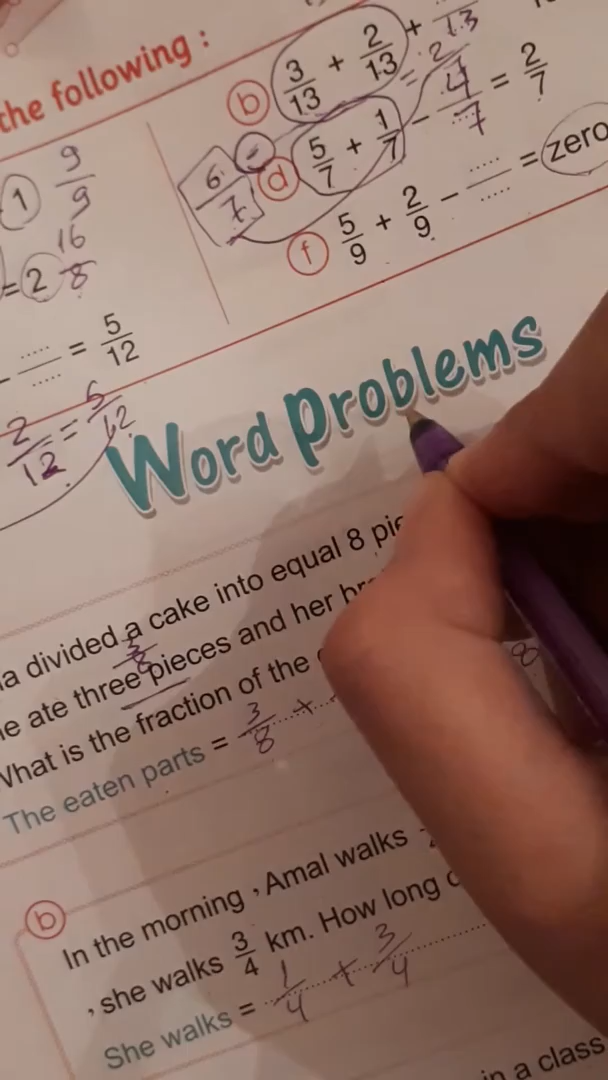 the following :
b 3/13 + 2/13 + /13 = 2
1 9/9
d 5/7 + 1/7 - 4/7 = 2/7
6/7
= 2 16/8
f 5/9 + 2/9 - ...../..... = zero
- ...../..... = 5/12
2/12 = 5/12
Word Problems
divided a cake into equal 8
3/8
ate three pieces and her
What is the fraction of the
8
The eaten parts = 3/8 +
b
In the morning , Amal walks
, she walks 3/4 km. How long
She walks = 1/4 + 3/4
in a class